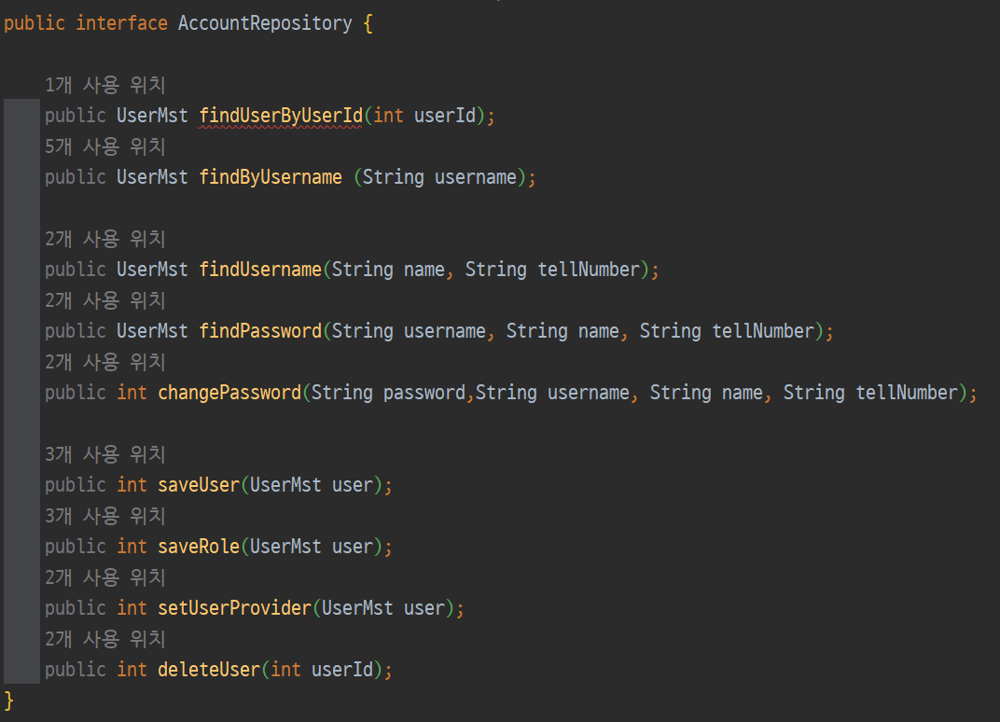 public interface AccountRepository {
1개 사용 위치
public UserMst findUserByUserId(int userId);
5개 사용 위치
public UserMst findByUsername (String username);
2개 사용 위치
public UserMst findUsername(String name, String tellNumber);
2개 사용 위치
public UserMst findPassword(String username, String name, String tellNumber);
2개 사용 위치
public int changePassword(String password,String username, String name, String tellNumber);
3개 사용 위치
public int saveUser(UserMst user);
3개 사용 위치
public int saveRole(UserMst user);
2개 사용 위치
public int setUserProvider(UserMst user);
2개 사용 위치
public int deleteUser(int userId);
}